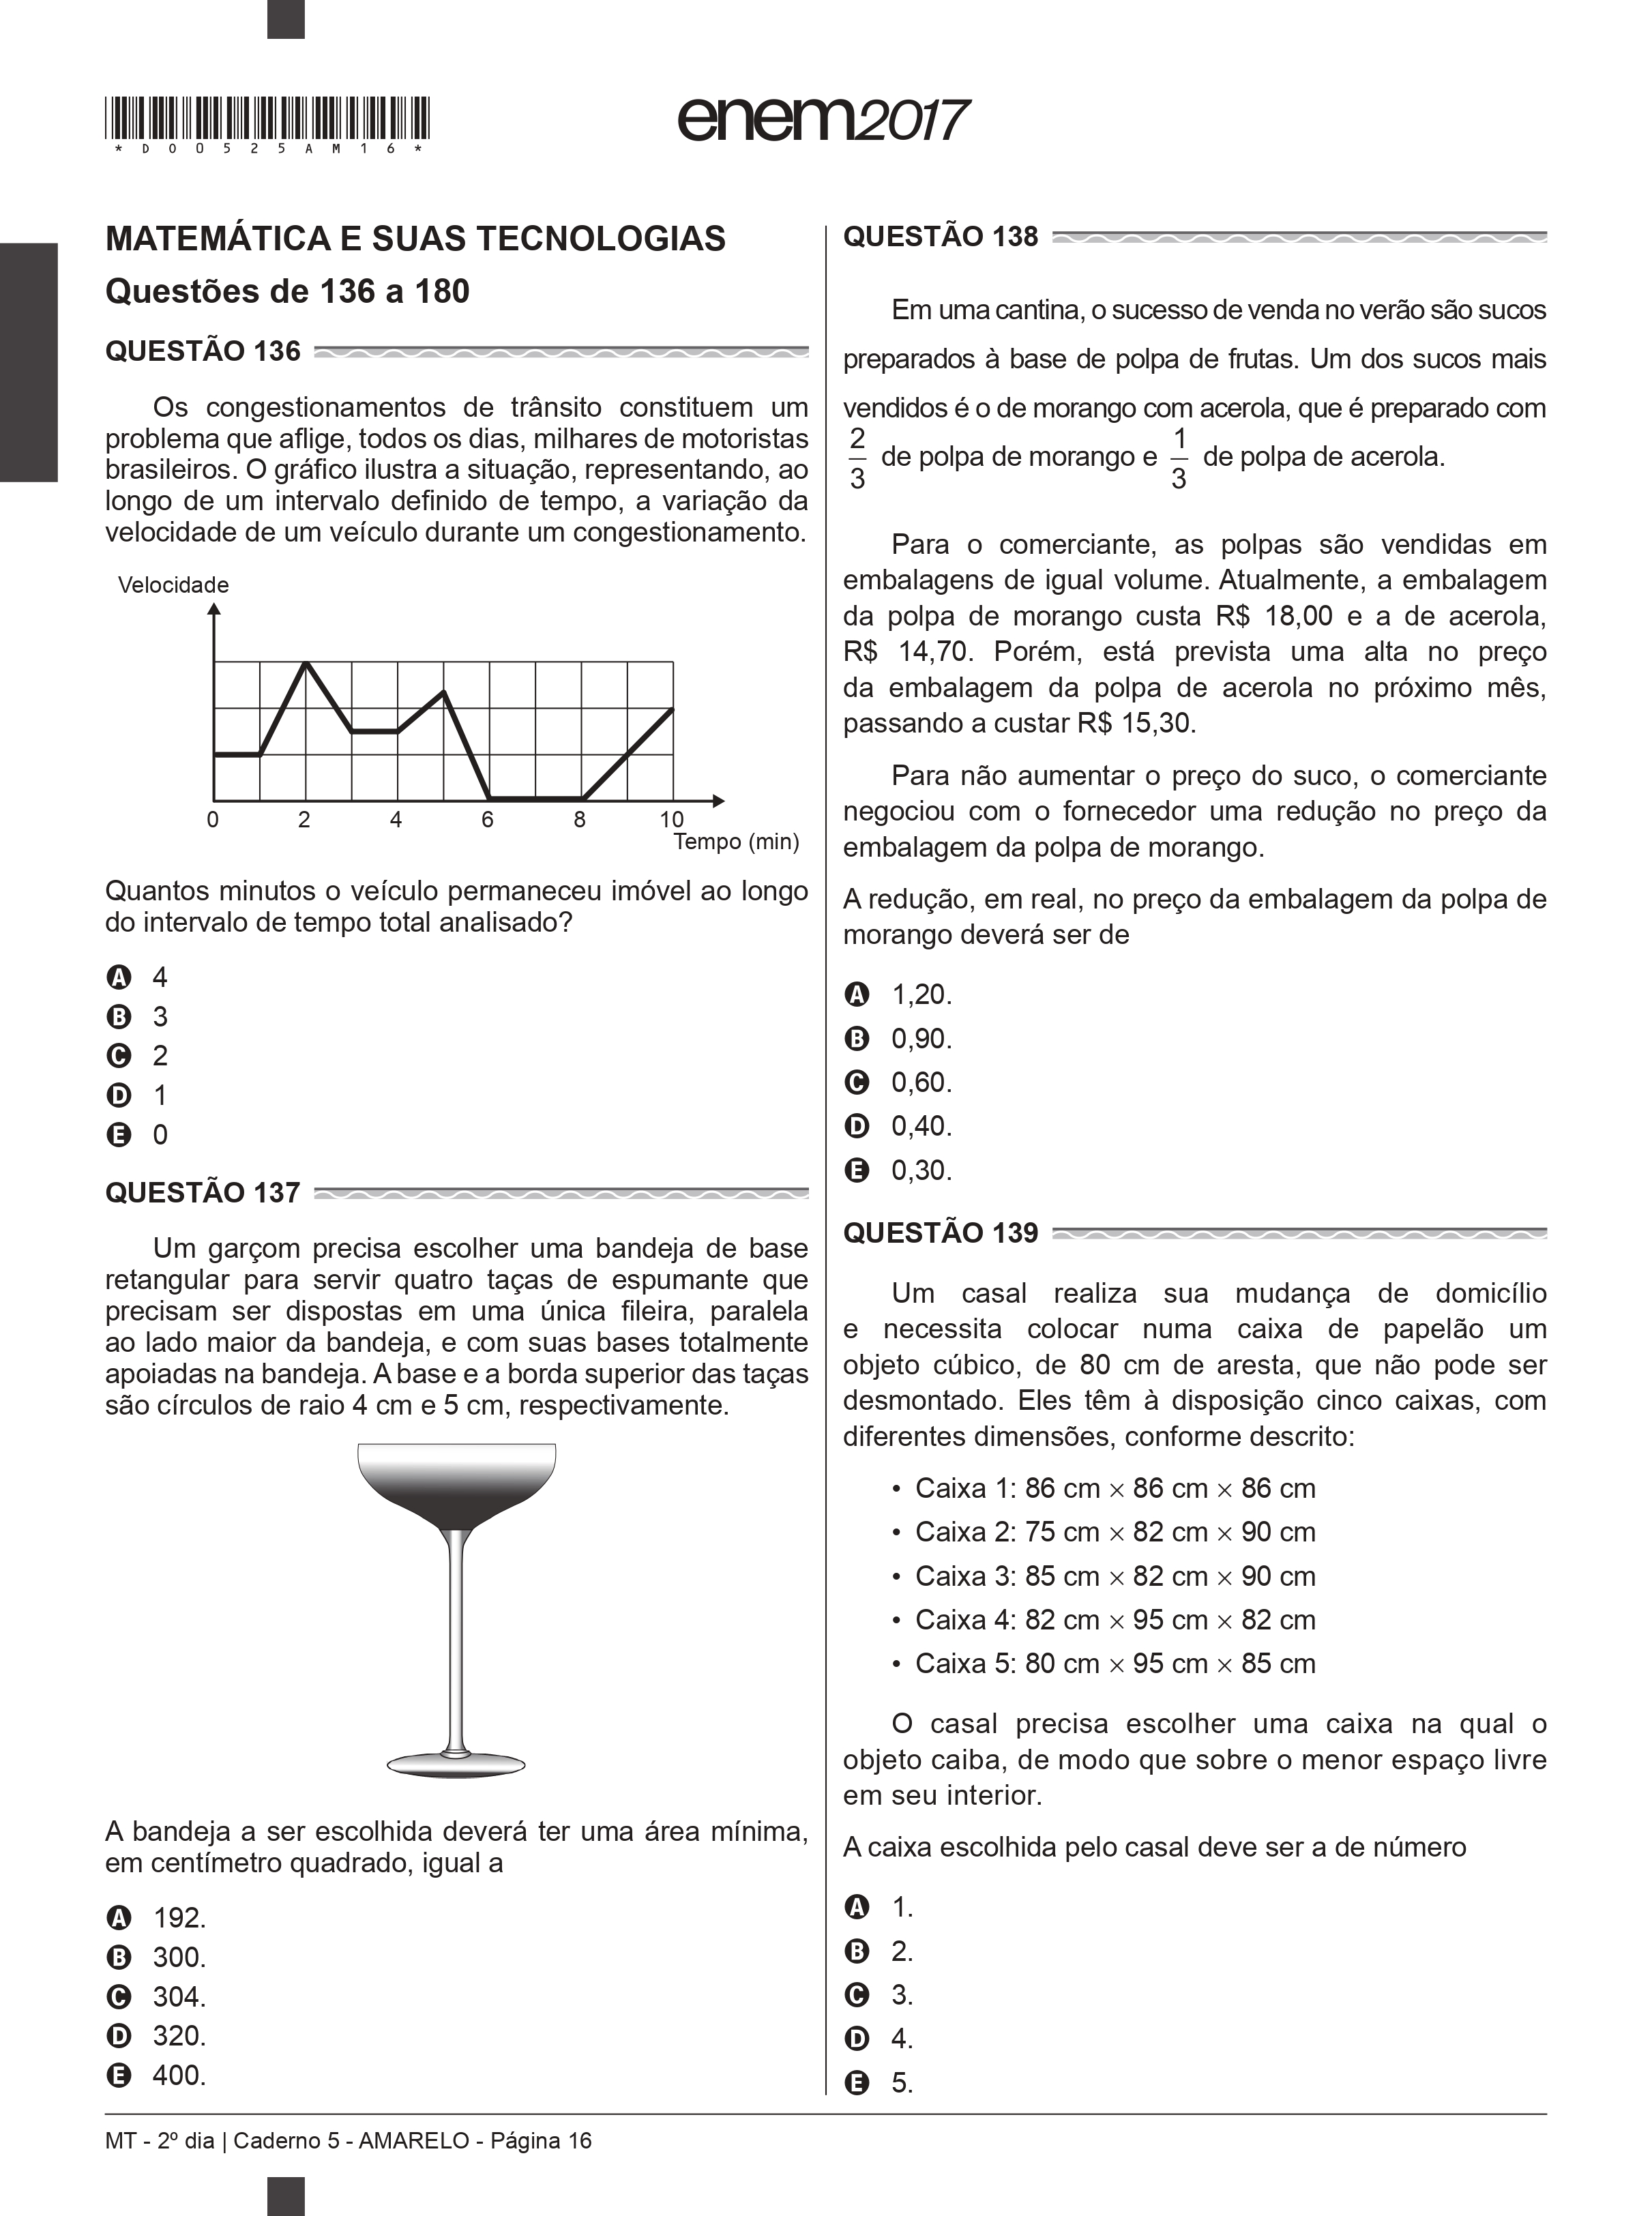 *D00525AM16*
enem2017
MATEMÁTICA E SUAS TECNOLOGIAS
Questões de 136 a 180
QUESTÃO 136
Os congestionamentos de trânsito constituem um
problema que aflige, todos os dias, milhares de motoristas
brasileiros. O gráfico ilustra a situação, representando, ao
longo de um intervalo definido de tempo, a variação da
velocidade de um veículo durante um congestionamento.
Velocidade
0 2 4 6 8 10
Tempo (min)
Quantos minutos o veículo permaneceu imóvel ao longo
do intervalo de tempo total analisado?
A 4
B 3
C 2
D 1
E 0
QUESTÃO 137
Um garçom precisa escolher uma bandeja de base
retangular para servir quatro taças de espumante que
precisam ser dispostas em uma única fileira, paralela
ao lado maior da bandeja, e com suas bases totalmente
apoiadas na bandeja. A base e a borda superior das taças
são círculos de raio 4 cm e 5 cm, respectivamente.
A bandeja a ser escolhida deverá ter uma área mínima,
em centímetro quadrado, igual a
A 192.
B 300.
C 304.
D 320.
E 400.
QUESTÃO 138
Em uma cantina, o sucesso de venda no verão são sucos
preparados à base de polpa de frutas. Um dos sucos mais
vendidos é o de morango com acerola, que é preparado com
2/3 de polpa de morango e 1/3 de polpa de acerola.
Para o comerciante, as polpas são vendidas em
embalagens de igual volume. Atualmente, a embalagem
da polpa de morango custa R$ 18,00 e a de acerola,
R$ 14,70. Porém, está prevista uma alta no preço
da embalagem da polpa de acerola no próximo mês,
passando a custar R$ 15,30.
Para não aumentar o preço do suco, o comerciante
negociou com o fornecedor uma redução no preço da
embalagem da polpa de morango.
A redução, em real, no preço da embalagem da polpa de
morango deverá ser de
A 1,20.
B 0,90.
C 0,60.
D 0,40.
E 0,30.
QUESTÃO 139
Um casal realiza sua mudança de domicílio
e necessita colocar numa caixa de papelão um
objeto cúbico, de 80 cm de aresta, que não pode ser
desmontado. Eles têm à disposição cinco caixas, com
diferentes dimensões, conforme descrito:
• Caixa 1: 86 cm × 86 cm × 86 cm
• Caixa 2: 75 cm × 82 cm × 90 cm
• Caixa 3: 85 cm × 82 cm × 90 cm
• Caixa 4: 82 cm × 95 cm × 82 cm
• Caixa 5: 80 cm × 95 cm × 85 cm
O casal precisa escolher uma caixa na qual o
objeto caiba, de modo que sobre o menor espaço livre
em seu interior.
A caixa escolhida pelo casal deve ser a de número
A 1.
B 2.
C 3.
D 4.
E 5.
MT - 2º dia | Caderno 5 - AMARELO - Página 16